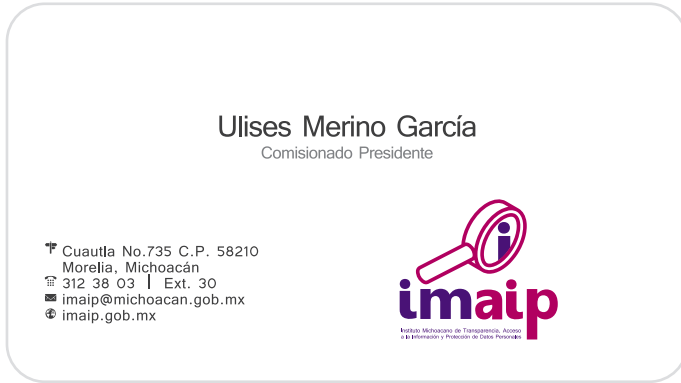 Ulises Merino García
Comisionado Presidente
Cuautla No.735 C.P. 58210
Morelia, Michoacán
312 38 03 | Ext. 30
imaip@michoacan.gob.mx
imaip.gob.mx
i
imaip
Instituto Michoacano de Transparencia, Acceso
a la Información y Protección de Datos Personales